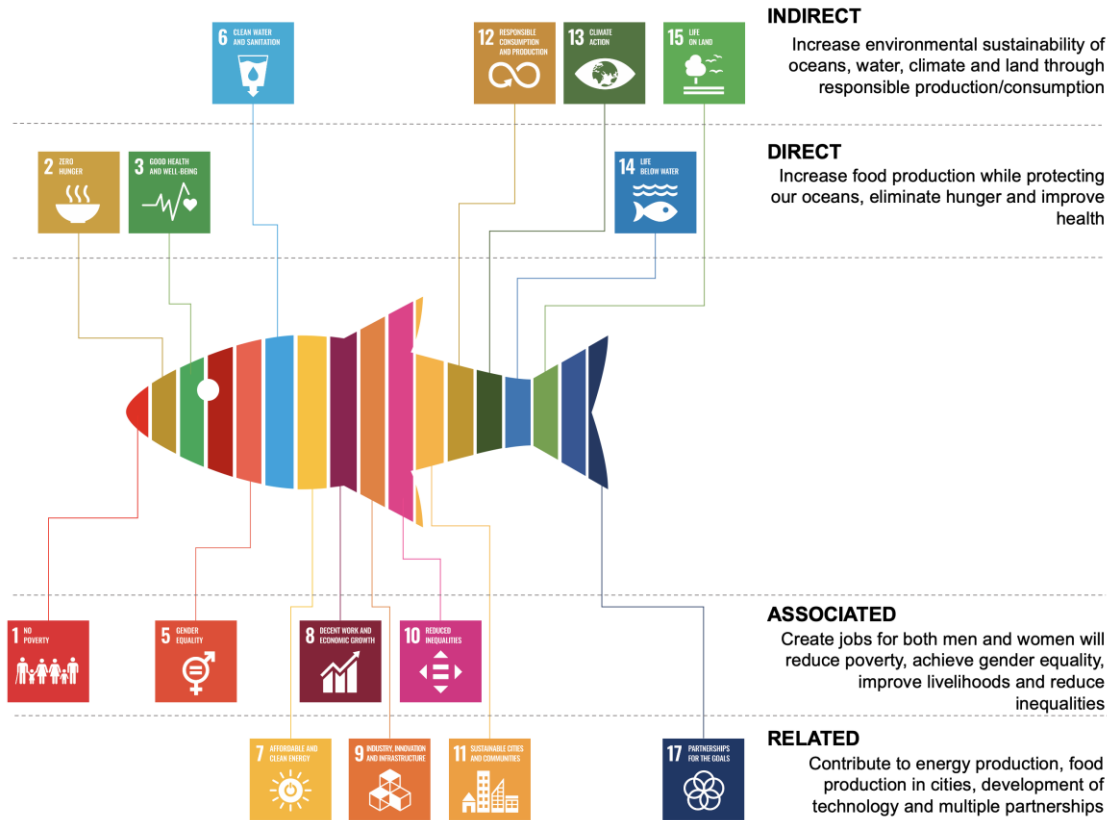 INDIRECT
Increase environmental sustainability of
oceans, water, climate and land through
responsible production/consumption
6 CLEAN WATER
AND SANITATION
12 RESPONSIBLE
CONSUMPTION
AND PRODUCTION
13 CLIMATE
ACTION
15 LIFE
ON LAND
DIRECT
Increase food production while protecting
our oceans, eliminate hunger and improve
health
2 ZERO
HUNGER
3 GOOD HEALTH
AND WELL-BEING
14 LIFE
BELOW WATER
ASSOCIATED
Create jobs for both men and women will
reduce poverty, achieve gender equality,
improve livelihoods and reduce
inequalities
1 NO
POVERTY
5 GENDER
EQUALITY
8 DECENT WORK AND
ECONOMIC GROWTH
10 REDUCED
INEQUALITIES
RELATED
Contribute to energy production, food
production in cities, development of
technology and multiple partnerships
7 AFFORDABLE AND
CLEAN ENERGY
9 INDUSTRY, INNOVATION
AND INFRASTRUCTURE
11 SUSTAINABLE CITIES
AND COMMUNITIES
17 PARTNERSHIPS
FOR THE GOALS